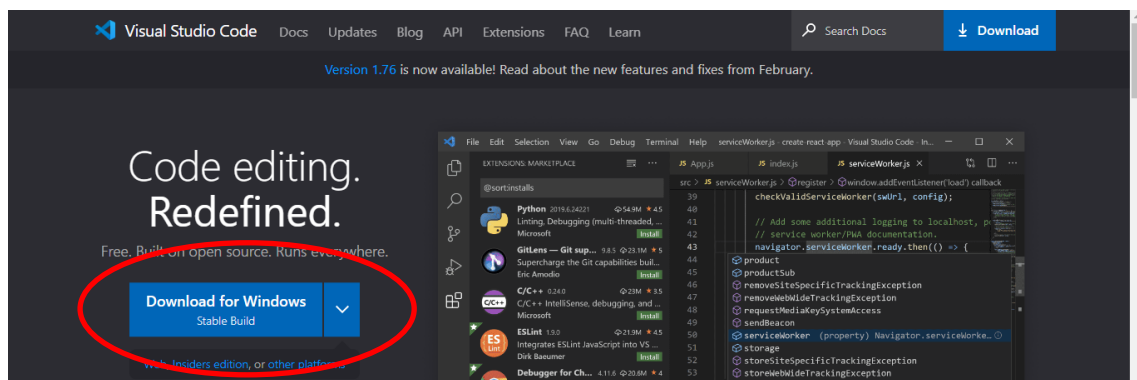 Visual Studio Code Docs Updates Blog API Extensions FAQ Learn Search Docs Download
Version 1.76 is now available! Read about the new features and fixes from February.
Code editing.
Redefined.
Free. Built on open source. Runs everywhere.
Download for Windows
Stable Build
Web, Insiders edition, or other platforms
File Edit Selection View Go Debug Terminal Help serviceWorker.js - create-react-app - Visual Studio Code - In...
EXTENSIONS: MARKETPLACE
@sort:installs
Python 2019.6.24221 54.9M 4.5
Linting, Debugging (multi-threaded, ...
Microsoft Install
GitLens — Git sup... 9.8.5 23.1M 5
Supercharge the Git capabilities buil...
Eric Amodio Install
C/C++ 0.24.0 23M 3.5
C/C++ IntelliSense, debugging, and ...
Microsoft Install
ESLint 1.9.0 21.9M 4.5
Integrates ESLint JavaScript into VS ...
Dirk Baeumer Install
Debugger for Ch... 4.11.6 20.6M 4
JS App.js JS index.js JS serviceWorker.js
src > JS serviceWorker.js > register > window.addEventListener('load') callback
39 checkValidServiceWorker(swUrl, config);
40
41 // Add some additional logging to localhost, p
42 // service worker/PWA documentation.
43 navigator.serviceWorker.ready.then(() => {
44 product
45 productSub
46 removeSiteSpecificTrackingException
47 removeWebWideTrackingException
48 requestMediaKeySystemAccess
49 sendBeacon
50 serviceWorker (property) Navigator.serviceWorke...
51 storage
52 storeSiteSpecificTrackingException
53 storeWebWideTrackingException